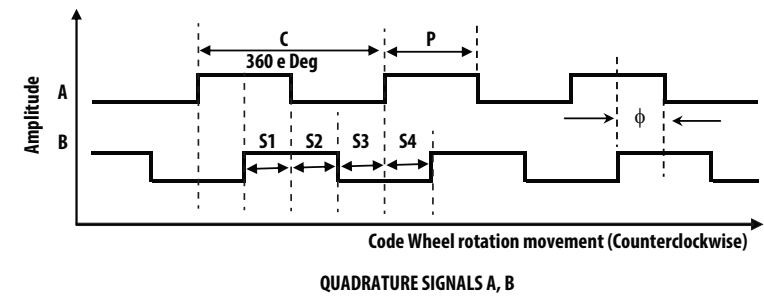 C
P
360 e Deg
A
Amplitude
ϕ
B
S1 S2 S3 S4
Code Wheel rotation movement (Counterclockwise)
QUADRATURE SIGNALS A, B